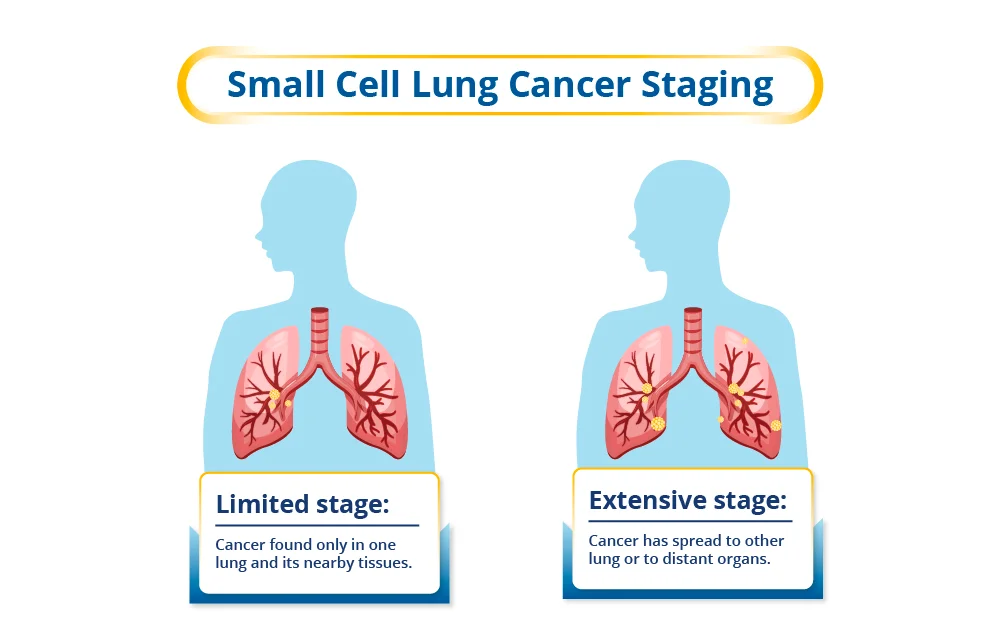 Small Cell Lung Cancer Staging
Limited stage:
Cancer found only in one
lung and its nearby tissues.
Extensive stage:
Cancer has spread to other
lung or to distant organs.